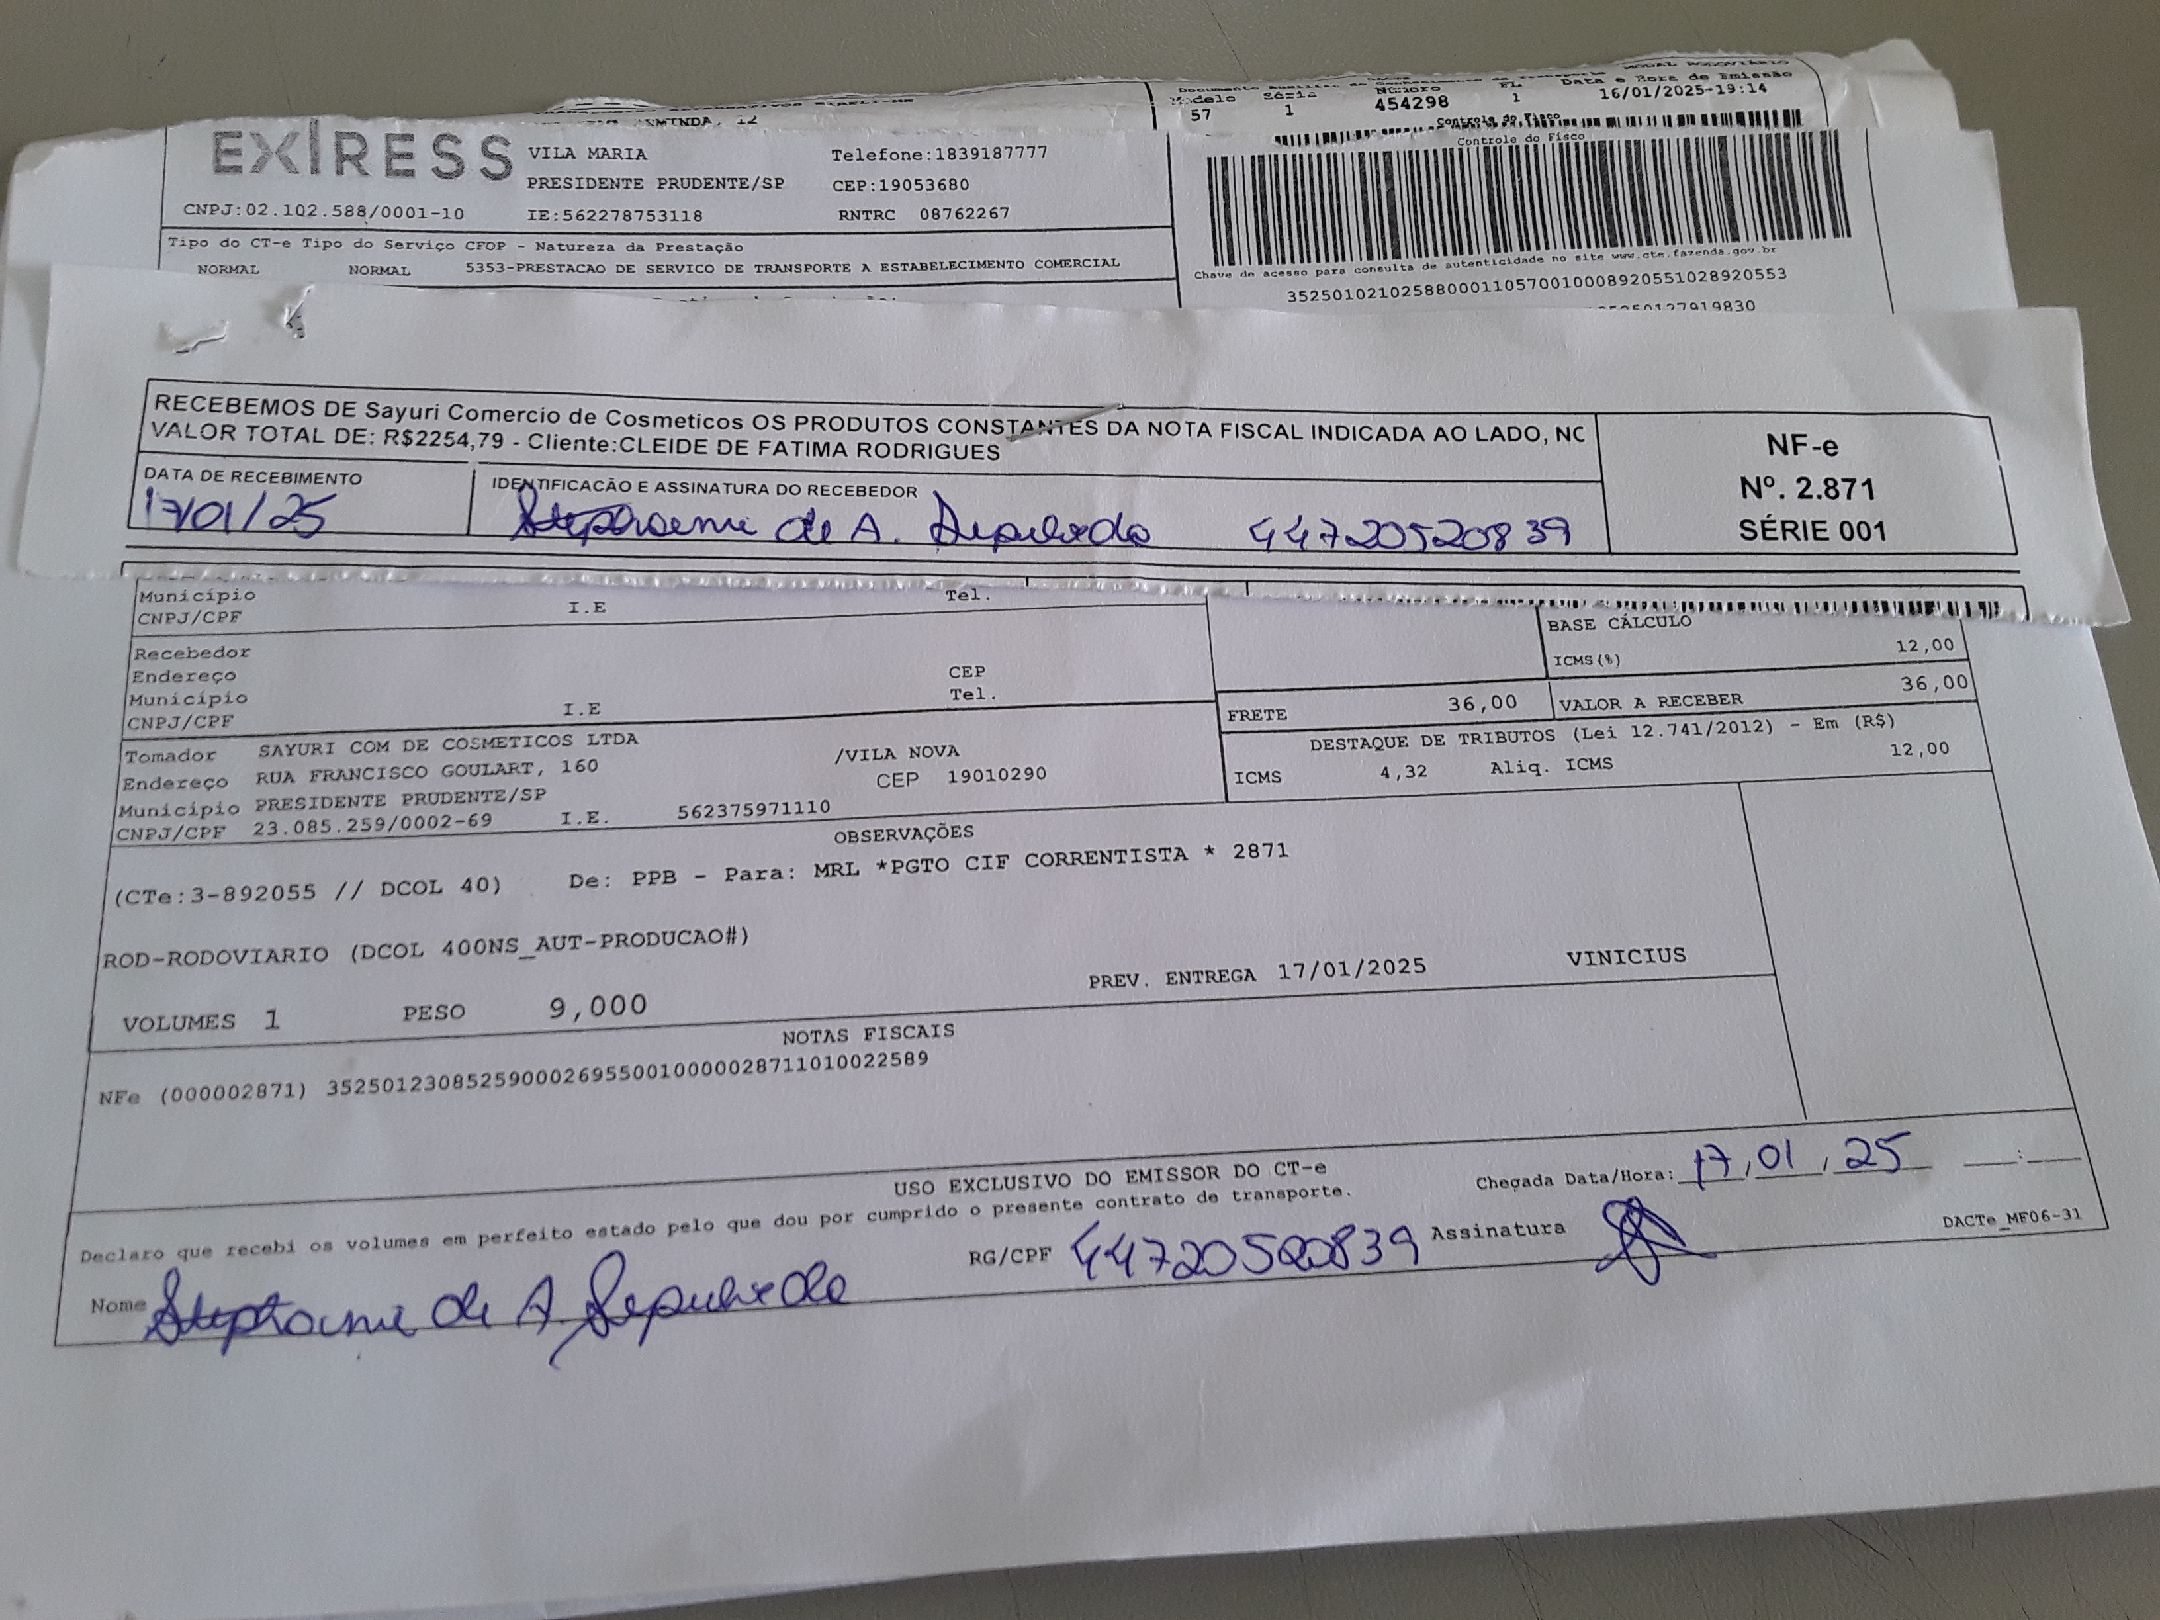 Modelo Série Número FL Data e Hora de Emissão
57 1 454298 1 16/01/2025-19:14
Controle do Fisco
Controle do Fisco
EXPRESS
VILA MARIA Telefone:1839187777
PRESIDENTE PRUDENTE/SP CEP:19053680
CNPJ:02.102.588/0001-10 IE:562278753118 RNTRC 08762267
Tipo do CT-e Tipo do Serviço CFOP - Natureza da Prestação
NORMAL NORMAL 5353-PRESTACAO DE SERVICO DE TRANSPORTE A ESTABELECIMENTO COMERCIAL
Chave de acesso para consulta de autenticidade no site www.cte.fazenda.gov.br
35250102102588000110570010008920551028920553
RECEBEMOS DE Sayuri Comercio de Cosmeticos OS PRODUTOS CONSTANTES DA NOTA FISCAL INDICADA AO LADO, NO
VALOR TOTAL DE: R$2254,79 - Cliente:CLEIDE DE FATIMA RODRIGUES
DATA DE RECEBIMENTO IDENTIFICAÇÃO E ASSINATURA DO RECEBEDOR
17/01/25 Stephanie de A. Sepulveda 44720520839
NF-e
Nº. 2.871
SÉRIE 001
Município Tel.
CNPJ/CPF I.E
Recebedor
Endereço CEP
Município Tel.
CNPJ/CPF I.E
BASE CÁLCULO
ICMS(%) 12,00
FRETE 36,00 VALOR A RECEBER 36,00
DESTAQUE DE TRIBUTOS (Lei 12.741/2012) - Em (R$)
ICMS 4,32 Aliq. ICMS 12,00
Tomador SAYURI COM DE COSMETICOS LTDA
Endereço RUA FRANCISCO GOULART, 160 /VILA NOVA
Município PRESIDENTE PRUDENTE/SP CEP 19010290
CNPJ/CPF 23.085.259/0002-69 I.E. 562375971110
OBSERVAÇÕES
(CTe:3-892055 // DCOL 40) De: PPB - Para: MRL *PGTO CIF CORRENTISTA * 2871
ROD-RODOVIARIO (DCOL 400NS_AUT-PRODUCAO#)
PREV. ENTREGA 17/01/2025 VINICIUS
VOLUMES 1 PESO 9,000
NOTAS FISCAIS
NFe (000002871) 35250123085259000269550010000028711010022589
USO EXCLUSIVO DO EMISSOR DO CT-e
Declaro que recebi os volumes em perfeito estado pelo que dou por cumprido o presente contrato de transporte.
Chegada Data/Hora: 17/01/25 __:__
Nome Stephanie de A. Sepulveda RG/CPF 44720520839 Assinatura
DACTe_MF06-31